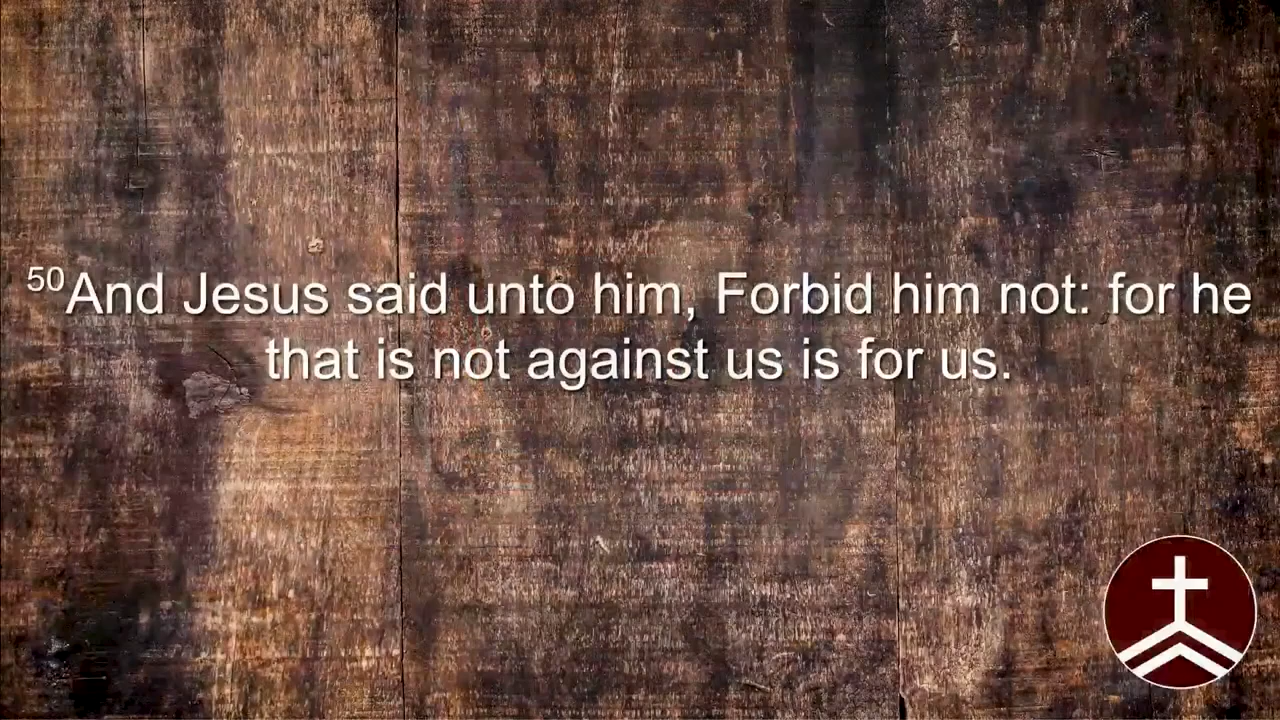 50And Jesus said unto him, Forbid him not: for he
that is not against us is for us.